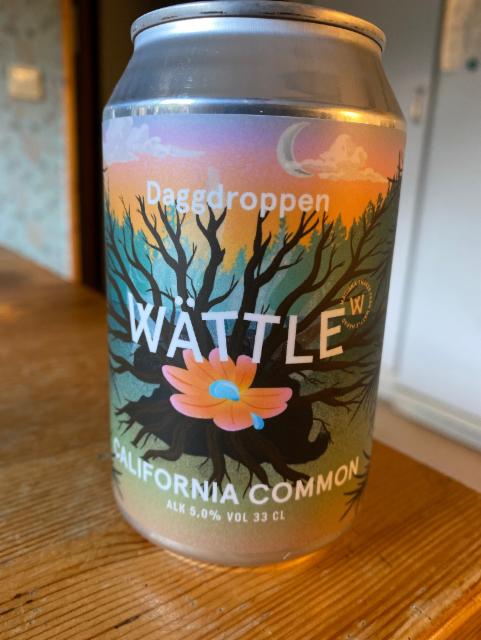 Daggdroppen
WÄTTLE
W
CALIFORNIA COMMON
ALK 5,0% VOL 33 CL